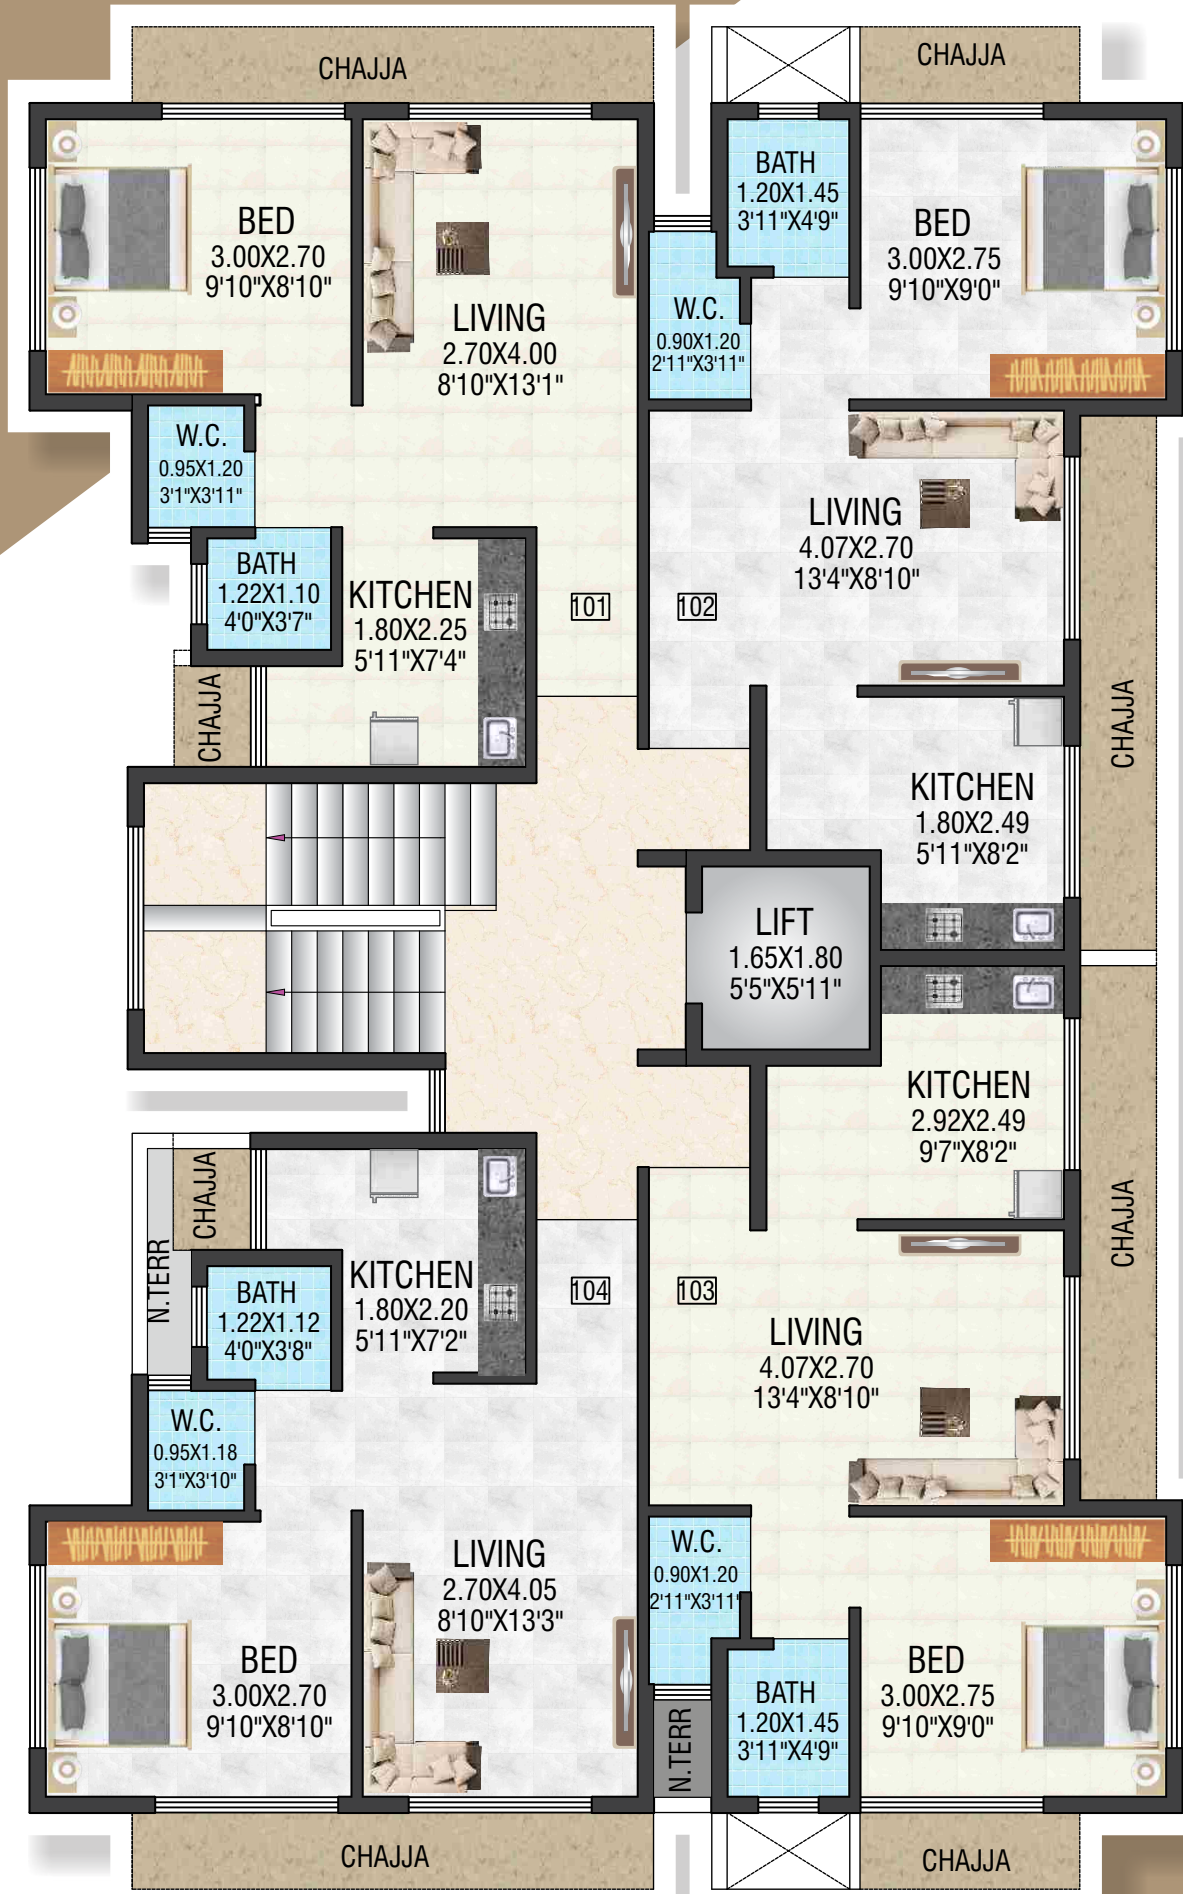 CHAJJA
CHAJJA
BED
3.00X2.70
9'10"X8'10"
LIVING
2.70X4.00
8'10"X13'1"
BATH
1.20X1.45
3'11"X4'9"
BED
3.00X2.75
9'10"X9'0"
W.C.
0.90X1.20
2'11"X3'11"
W.C.
0.95X1.20
3'1"X3'11"
BATH
1.22X1.10
4'0"X3'7"
KITCHEN
1.80X2.25
5'11"X7'4"
101
102
LIVING
4.07X2.70
13'4"X8'10"
CHAJJA
CHAJJA
KITCHEN
1.80X2.49
5'11"X8'2"
LIFT
1.65X1.80
5'5"X5'11"
KITCHEN
2.92X2.49
9'7"X8'2"
CHAJJA
CHAJJA
N.TERR
BATH
1.22X1.12
4'0"X3'8"
KITCHEN
1.80X2.20
5'11"X7'2"
104
103
LIVING
4.07X2.70
13'4"X8'10"
W.C.
0.95X1.18
3'1"X3'10"
LIVING
2.70X4.05
8'10"X13'3"
W.C.
0.90X1.20
2'11"X3'11"
BED
3.00X2.70
9'10"X8'10"
N.TERR
BATH
1.20X1.45
3'11"X4'9"
BED
3.00X2.75
9'10"X9'0"
CHAJJA
CHAJJA